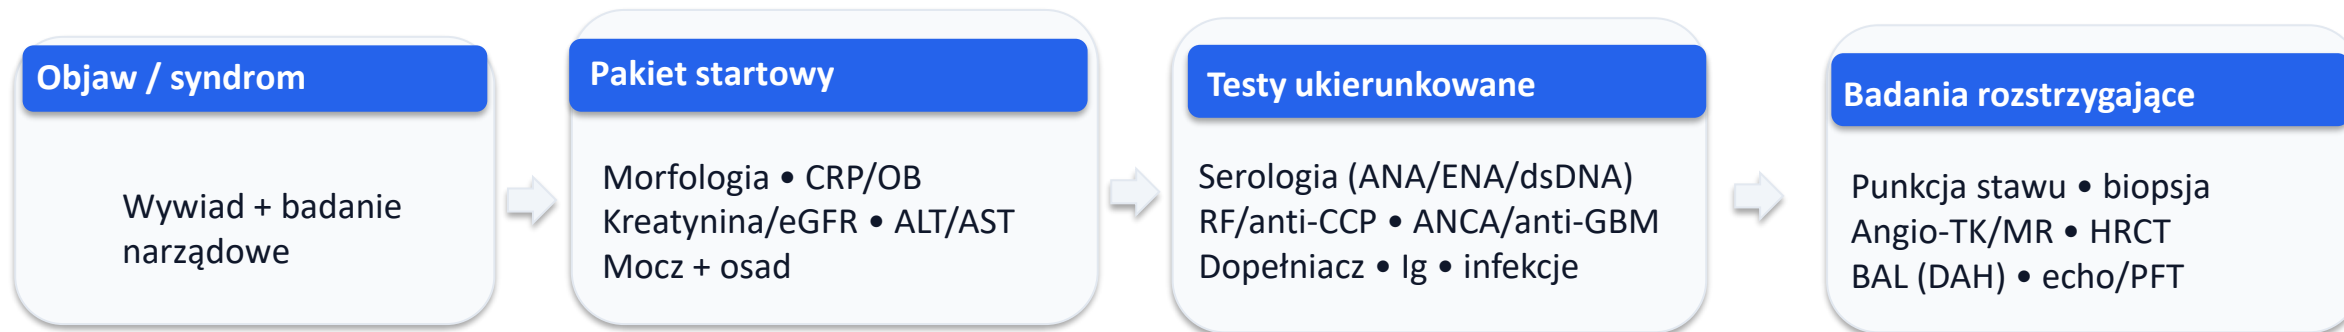 Objaw / syndrom
Wywiad + badanie
narządowe
Pakiet startowy
Morfologia • CRP/OB
Kreatynina/eGFR • ALT/AST
Mocz + osad
Testy ukierunkowane
Serologia (ANA/ENA/dsDNA)
RF/anti-CCP • ANCA/anti-GBM
Dopełniacz • Ig • infekcje
Badania rozstrzygające
Punkcja stawu • biopsja
Angio-TK/MR • HRCT
BAL (DAH) • echo/PFT